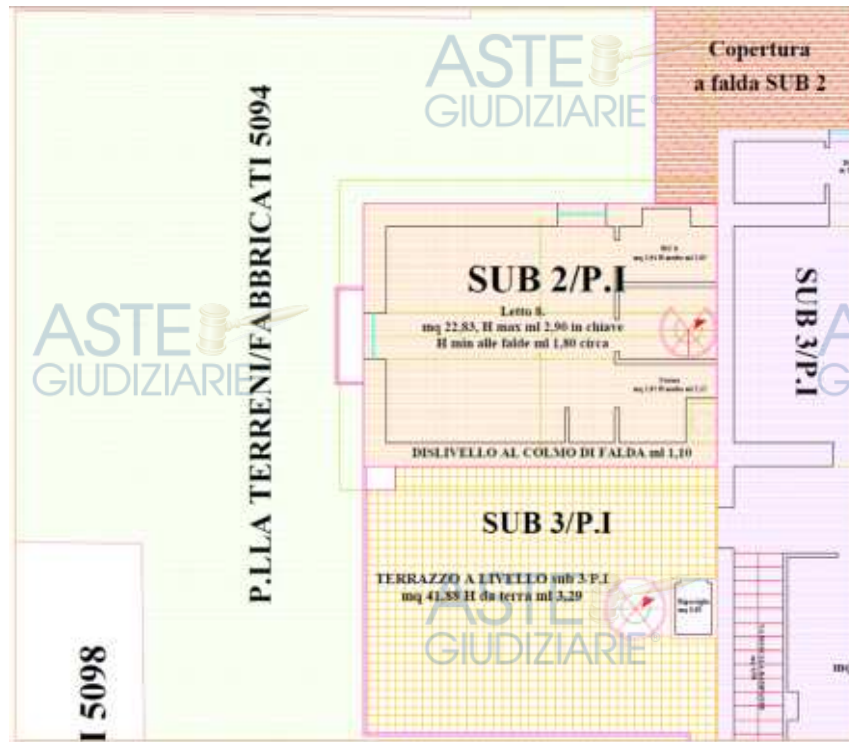 Copertura
a falda SUB 2
ASTE
GIUDIZIARIE®
P.LLA TERRENI/FABBRICATI 5094
SUB 2/P.I
Letto 8.
mq 22,83, H max ml 2,90 in chiave
H min alle falde ml 1,80 circa
DISLIVELLO AL COLMO DI FALDA ml 1,10
SUB 3/P.I
ASTE
GIUDIZIARIE
SUB 3/P.I
TERRAZZO A LIVELLO sub 3/P.I
mq 41,88 H da terra ml 3,29
ASTE
GIUDIZIARIE®
I 5098
mq